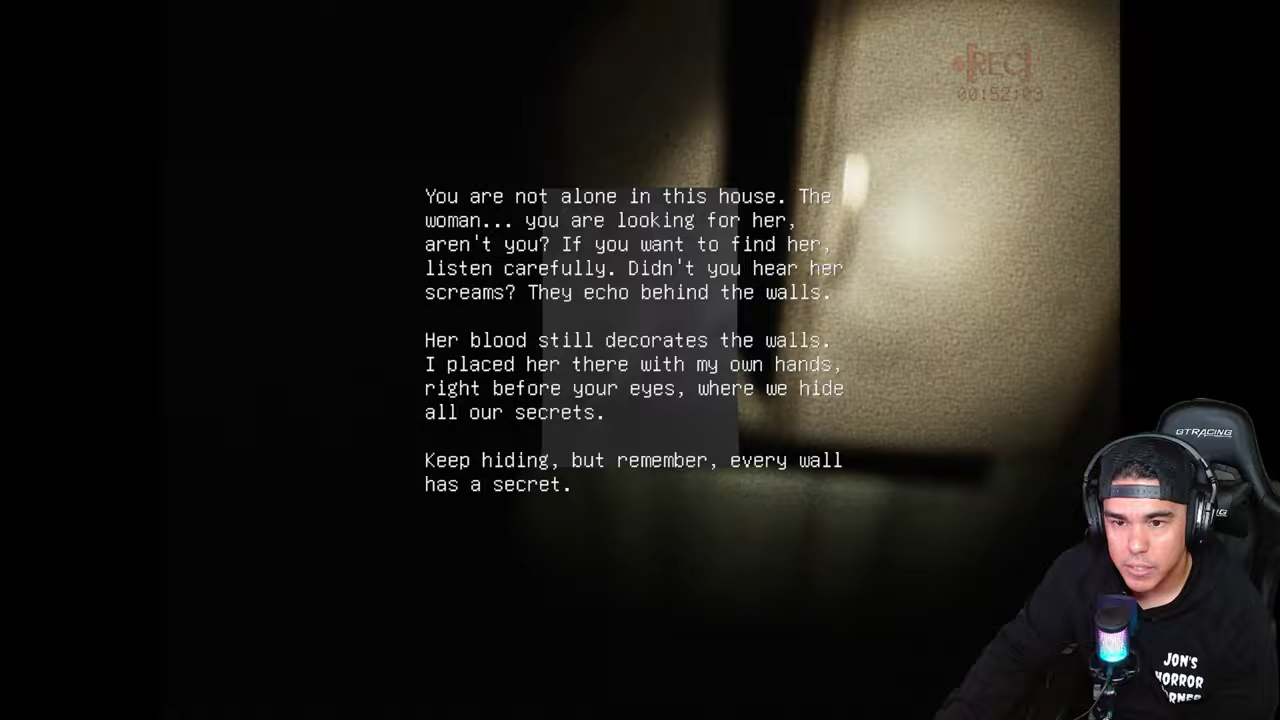 [REC]
00:52:03
You are not alone in this house. The
woman... you are looking for her,
aren't you? If you want to find her,
listen carefully. Didn't you hear her
screams? They echo behind the walls.
Her blood still decorates the walls.
I placed her there with my own hands,
right before your eyes, where we hide
all our secrets.
Keep hiding, but remember, every wall
has a secret.
GTRACING
JON'S
HORROR